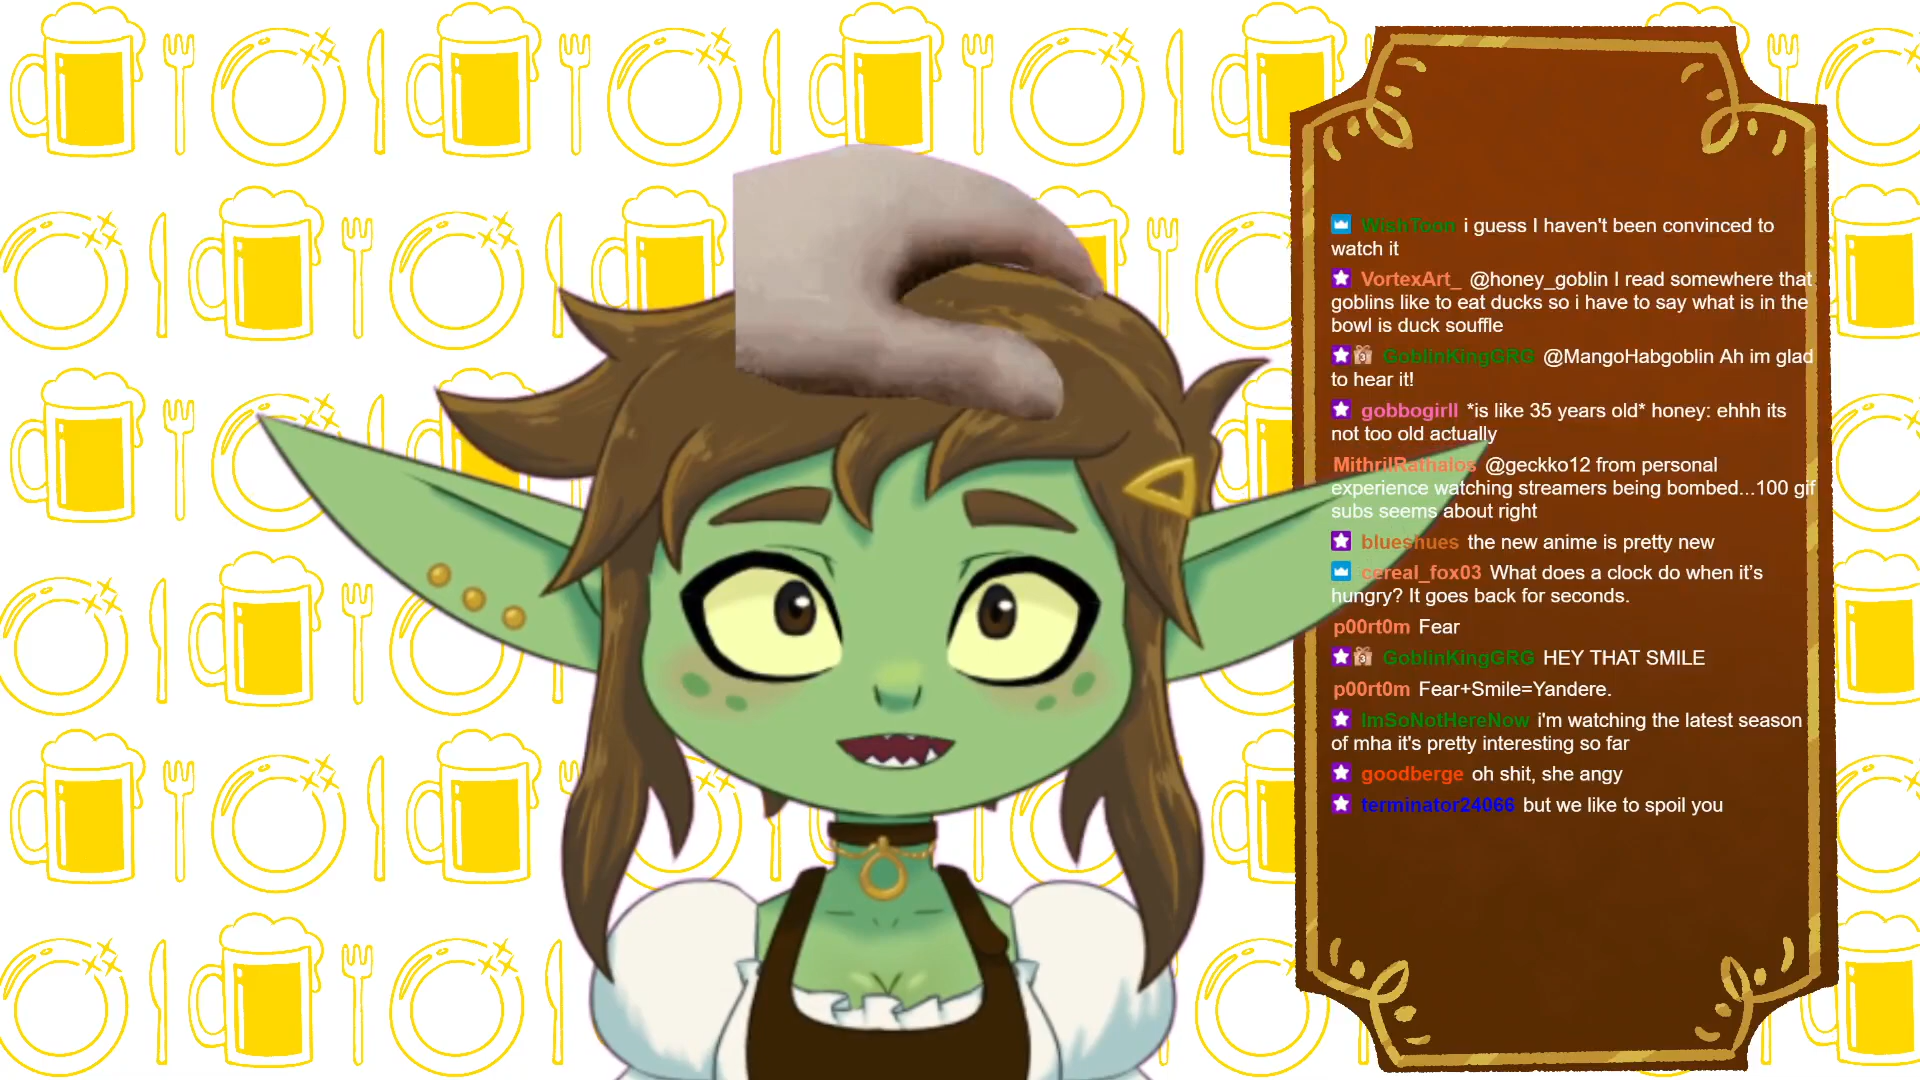 WishToon i guess I haven't been convinced to
watch it
VortexArt_ @honey_goblin I read somewhere that
goblins like to eat ducks so i have to say what is in the
bowl is duck souffle
3 GoblinKingGRG @MangoHabgoblin Ah im glad
to hear it!
gobbogirll *is like 35 years old* honey: ehhh its
not too old actually
MithrilRathalos @geckko12 from personal
experience watching streamers being bombed...100 gif
subs seems about right
blueshues the new anime is pretty new
cereal_fox03 What does a clock do when it’s
hungry? It goes back for seconds.
p00rt0m Fear
3 GoblinKingGRG HEY THAT SMILE
p00rt0m Fear+Smile=Yandere.
ImSoNotHereNow i'm watching the latest season
of mha it's pretty interesting so far
goodberge oh shit, she angy
terminator24066 but we like to spoil you